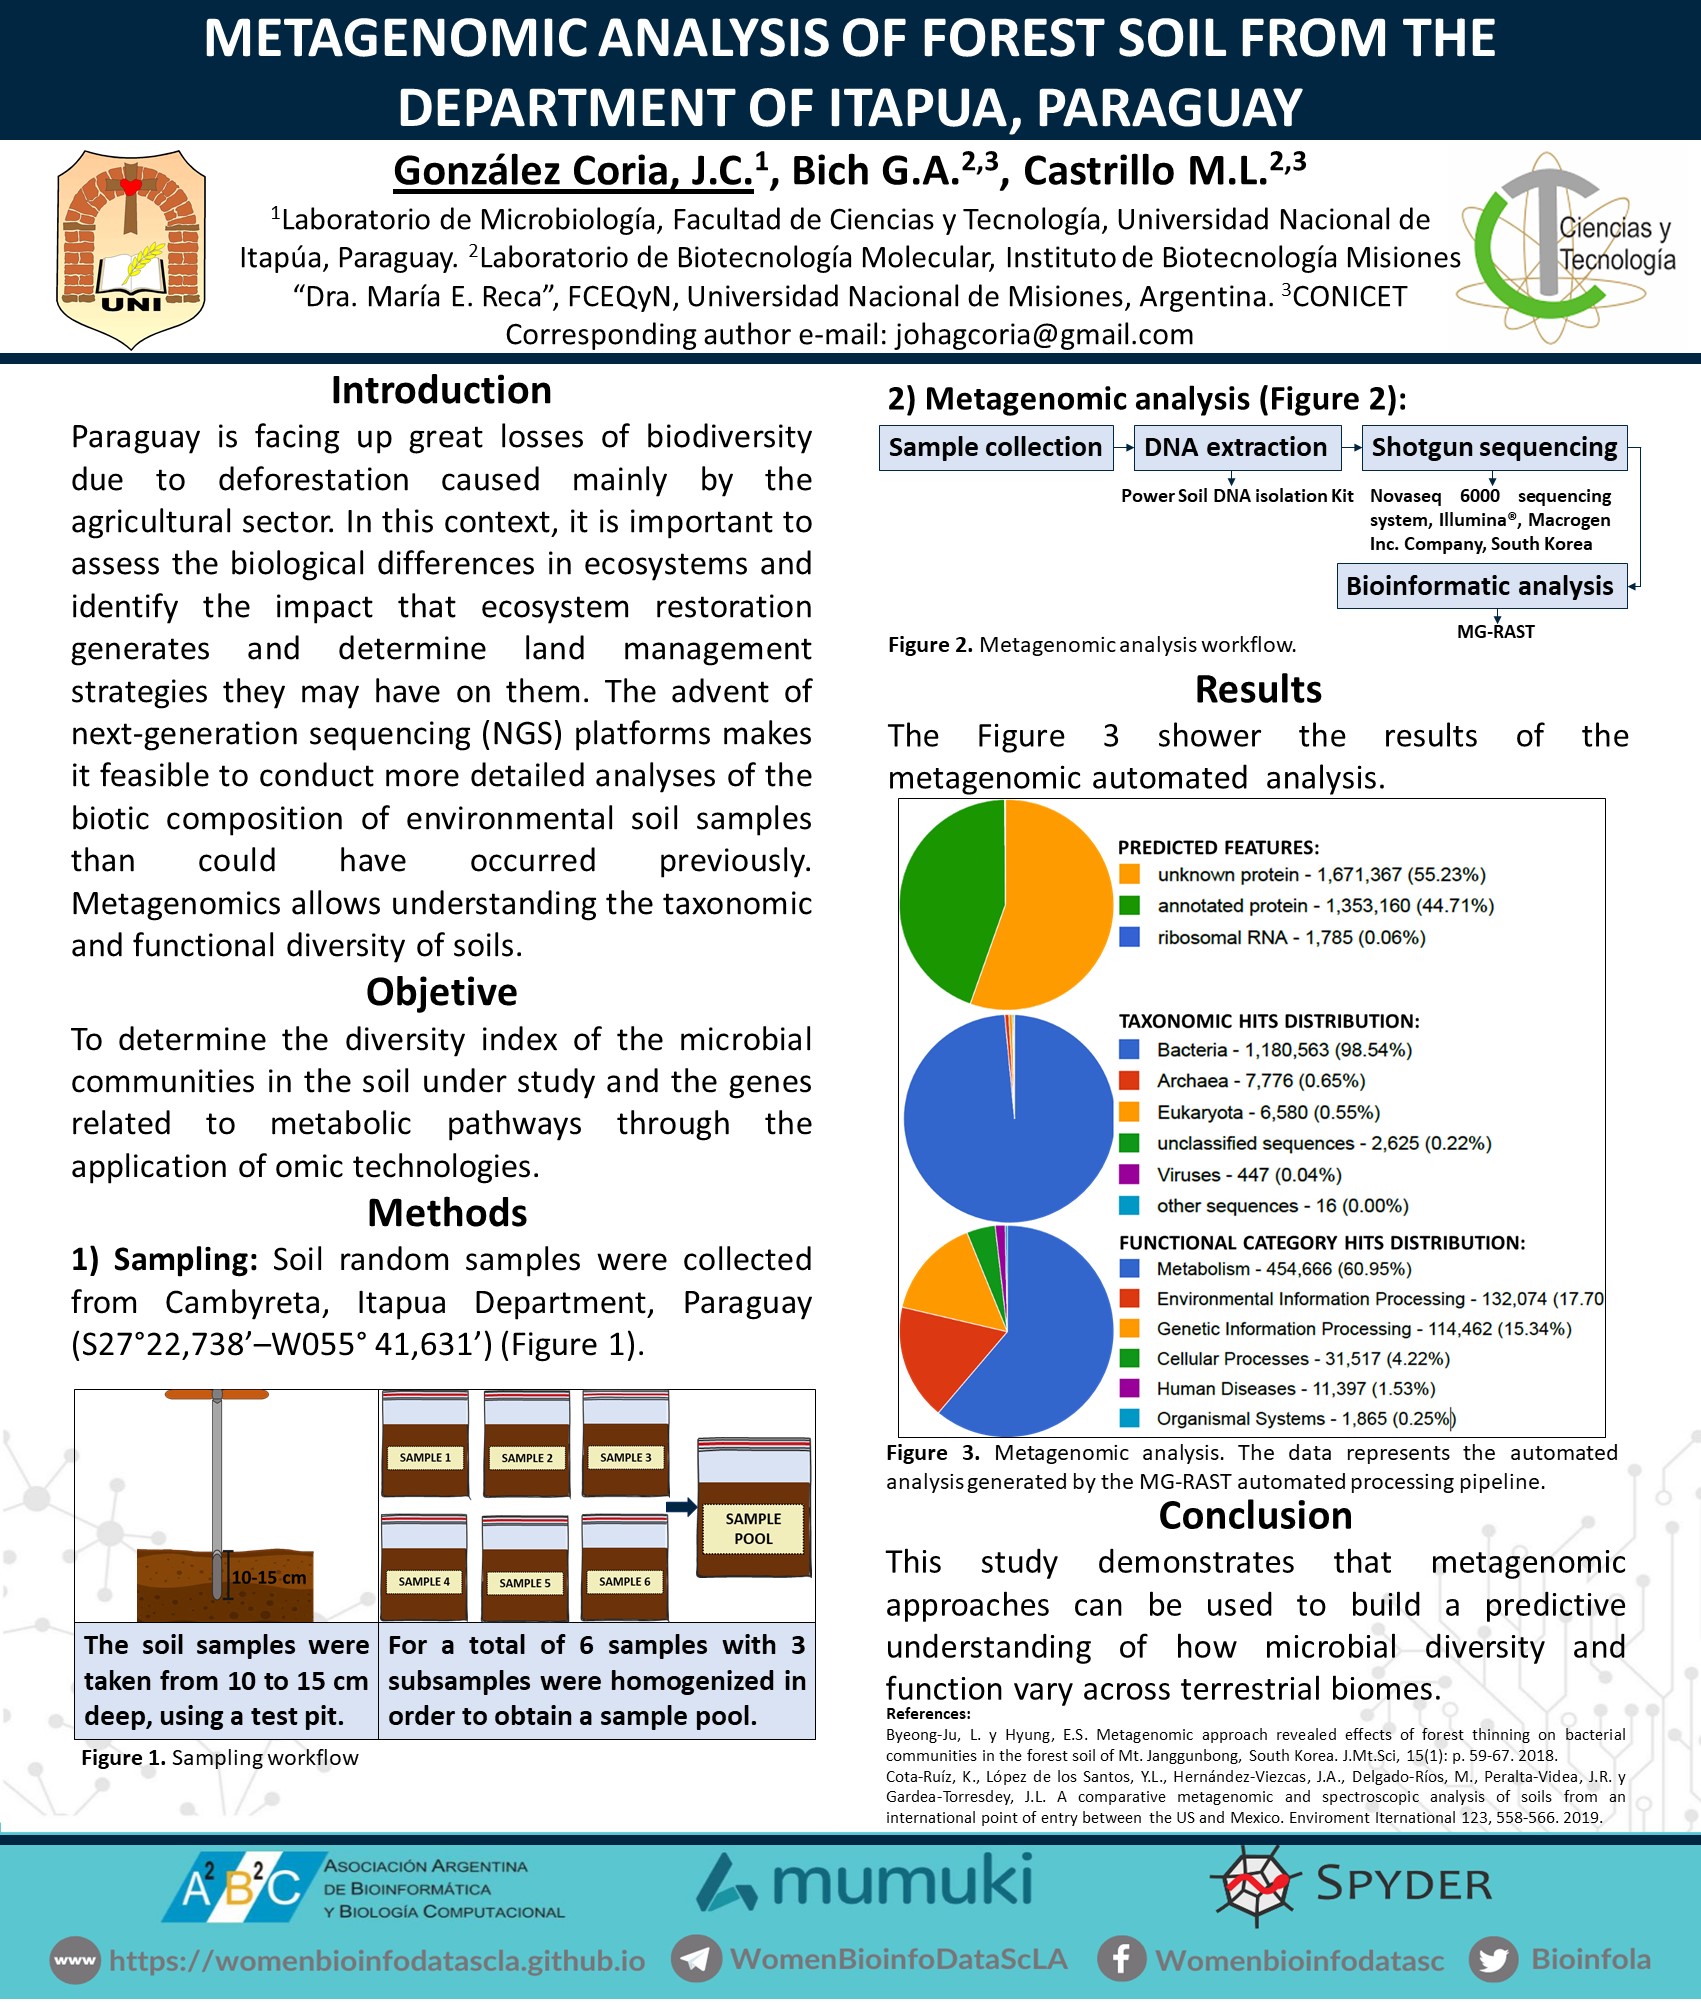 METAGENOMIC ANALYSIS OF FOREST SOIL FROM THE
DEPARTMENT OF ITAPUA, PARAGUAY
UNI
González Coria, J.C.1, Bich G.A.2,3, Castrillo M.L.2,3
1Laboratorio de Microbiología, Facultad de Ciencias y Tecnología, Universidad Nacional de
Itapúa, Paraguay. 2Laboratorio de Biotecnología Molecular, Instituto de Biotecnología Misiones
“Dra. María E. Reca”, FCEQyN, Universidad Nacional de Misiones, Argentina. 3CONICET
Corresponding author e-mail: johagcoria@gmail.com
Ciencias y
Tecnología
Introduction
Paraguay is facing up great losses of biodiversity
due to deforestation caused mainly by the
agricultural sector. In this context, it is important to
assess the biological differences in ecosystems and
identify the impact that ecosystem restoration
generates and determine land management
strategies they may have on them. The advent of
next-generation sequencing (NGS) platforms makes
it feasible to conduct more detailed analyses of the
biotic composition of environmental soil samples
than could have occurred previously.
Metagenomics allows understanding the taxonomic
and functional diversity of soils.
Objetive
To determine the diversity index of the microbial
communities in the soil under study and the genes
related to metabolic pathways through the
application of omic technologies.
Methods
1) Sampling: Soil random samples were collected
from Cambyreta, Itapua Department, Paraguay
(S27°22,738’–W055° 41,631’) (Figure 1).
10-15 cm
SAMPLE 1
SAMPLE 2
SAMPLE 3
SAMPLE 4
SAMPLE 5
SAMPLE 6
SAMPLE
POOL
The soil samples were
taken from 10 to 15 cm
deep, using a test pit.
For a total of 6 samples with 3
subsamples were homogenized in
order to obtain a sample pool.
Figure 1. Sampling workflow
2) Metagenomic analysis (Figure 2):
Sample collection
DNA extraction
Shotgun sequencing
Power Soil DNA isolation Kit
Novaseq 6000 sequencing
system, Illumina®, Macrogen
Inc. Company, South Korea
Bioinformatic analysis
MG-RAST
Figure 2. Metagenomic analysis workflow.
Results
The Figure 3 shower the results of the
metagenomic automated analysis.
PREDICTED FEATURES:
unknown protein - 1,671,367 (55.23%)
annotated protein - 1,353,160 (44.71%)
ribosomal RNA - 1,785 (0.06%)
TAXONOMIC HITS DISTRIBUTION:
Bacteria - 1,180,563 (98.54%)
Archaea - 7,776 (0.65%)
Eukaryota - 6,580 (0.55%)
unclassified sequences - 2,625 (0.22%)
Viruses - 447 (0.04%)
other sequences - 16 (0.00%)
FUNCTIONAL CATEGORY HITS DISTRIBUTION:
Metabolism - 454,666 (60.95%)
Environmental Information Processing - 132,074 (17.70
Genetic Information Processing - 114,462 (15.34%)
Cellular Processes - 31,517 (4.22%)
Human Diseases - 11,397 (1.53%)
Organismal Systems - 1,865 (0.25%)
Figure 3. Metagenomic analysis. The data represents the automated
analysis generated by the MG-RAST automated processing pipeline.
Conclusion
This study demonstrates that metagenomic
approaches can be used to build a predictive
understanding of how microbial diversity and
function vary across terrestrial biomes.
References:
Byeong-Ju, L. y Hyung, E.S. Metagenomic approach revealed effects of forest thinning on bacterial
communities in the forest soil of Mt. Janggunbong, South Korea. J.Mt.Sci, 15(1): p. 59-67. 2018.
Cota-Ruíz, K., López de los Santos, Y.L., Hernández-Viezcas, J.A., Delgado-Ríos, M., Peralta-Videa, J.R. y
Gardea-Torresdey, J.L. A comparative metagenomic and spectroscopic analysis of soils from an
international point of entry between the US and Mexico. Enviroment Iternational 123, 558-566. 2019.
A2B2C
ASOCIACIÓN ARGENTINA
DE BIOINFORMÁTICA
Y BIOLOGÍA COMPUTACIONAL
mumuki
SPYDER
www
https://womenbioinfodatascla.github.io
WomenBioinfoDataScLA
Womenbioinfodatasc
Bioinfola